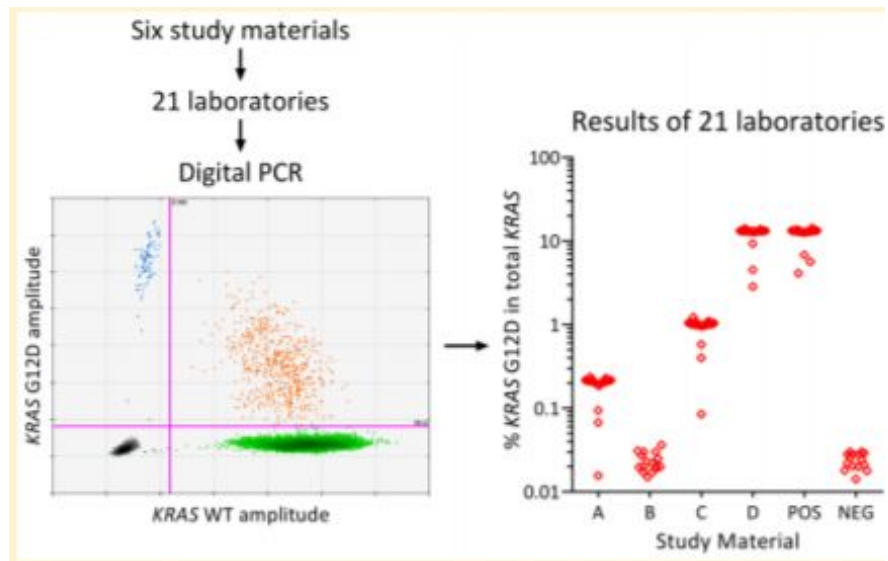 Six study materials
21 laboratories
Digital PCR
KRAS G12D amplitude
KRAS WT amplitude
Results of 21 laboratories
% KRAS G12D in total KRAS
100
10
1
0.1
0.01
A B C D POS NEG
Study Material